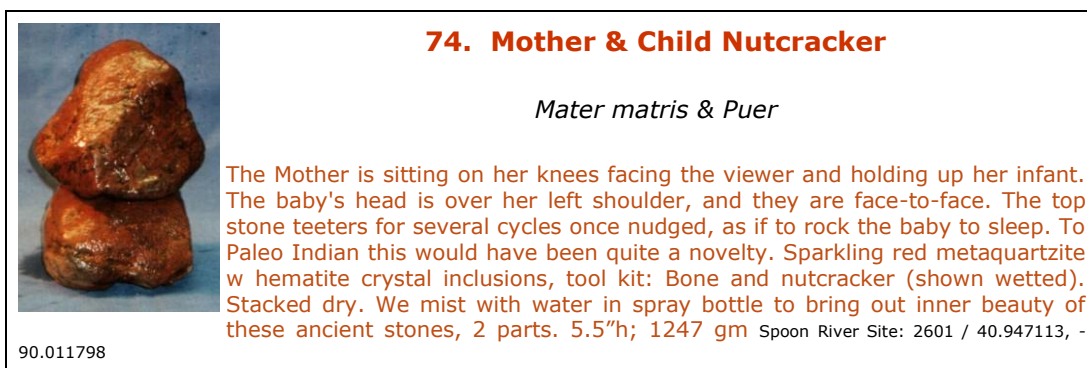 74.  Mother & Child Nutcracker
Mater matris & Puer
The Mother is sitting on her knees facing the viewer and holding up her infant.
The baby's head is over her left shoulder, and they are face-to-face. The top
stone teeters for several cycles once nudged, as if to rock the baby to sleep. To
Paleo Indian this would have been quite a novelty. Sparkling red metaquartzite
w hematite crystal inclusions, tool kit: Bone and nutcracker (shown wetted).
Stacked dry. We mist with water in spray bottle to bring out inner beauty of
these ancient stones, 2 parts. 5.5”h; 1247 gm Spoon River Site: 2601 / 40.947113, -
90.011798